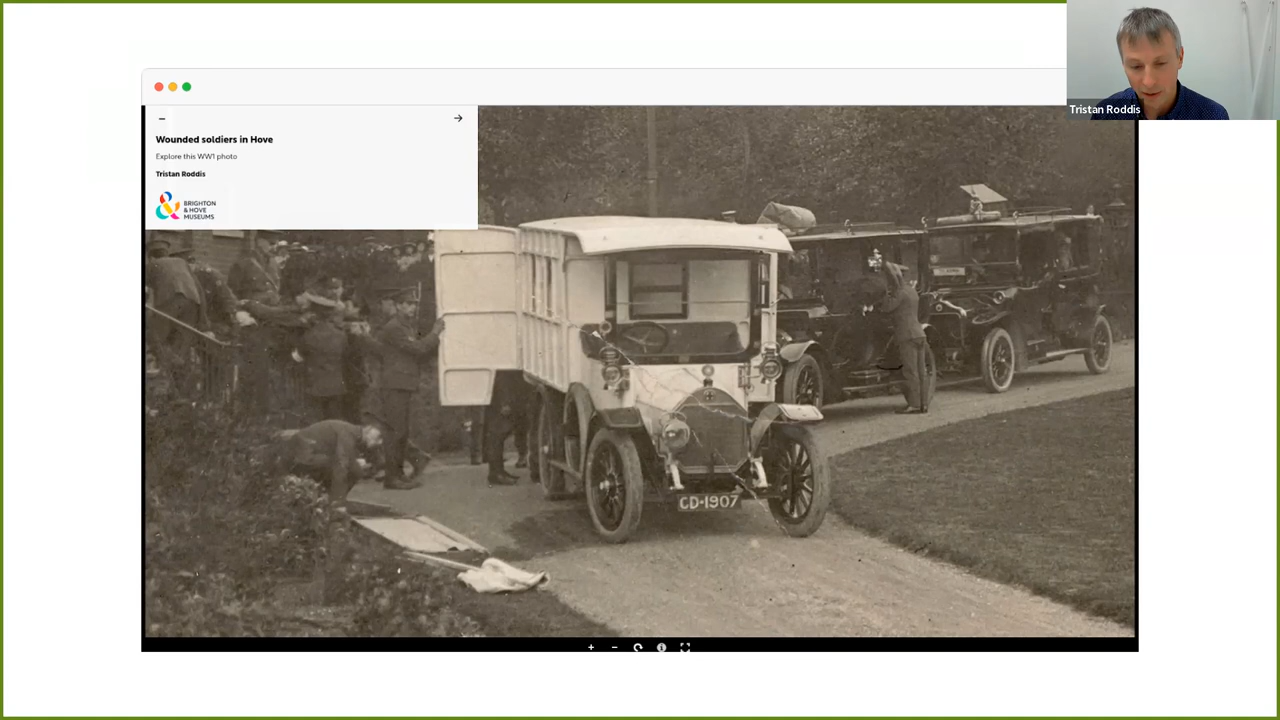 Wounded soldiers in Hove
Explore this WW1 photo
Tristan Roddis
BRIGHTON
& HOVE
MUSEUMS
CD-1907
Tristan Roddis